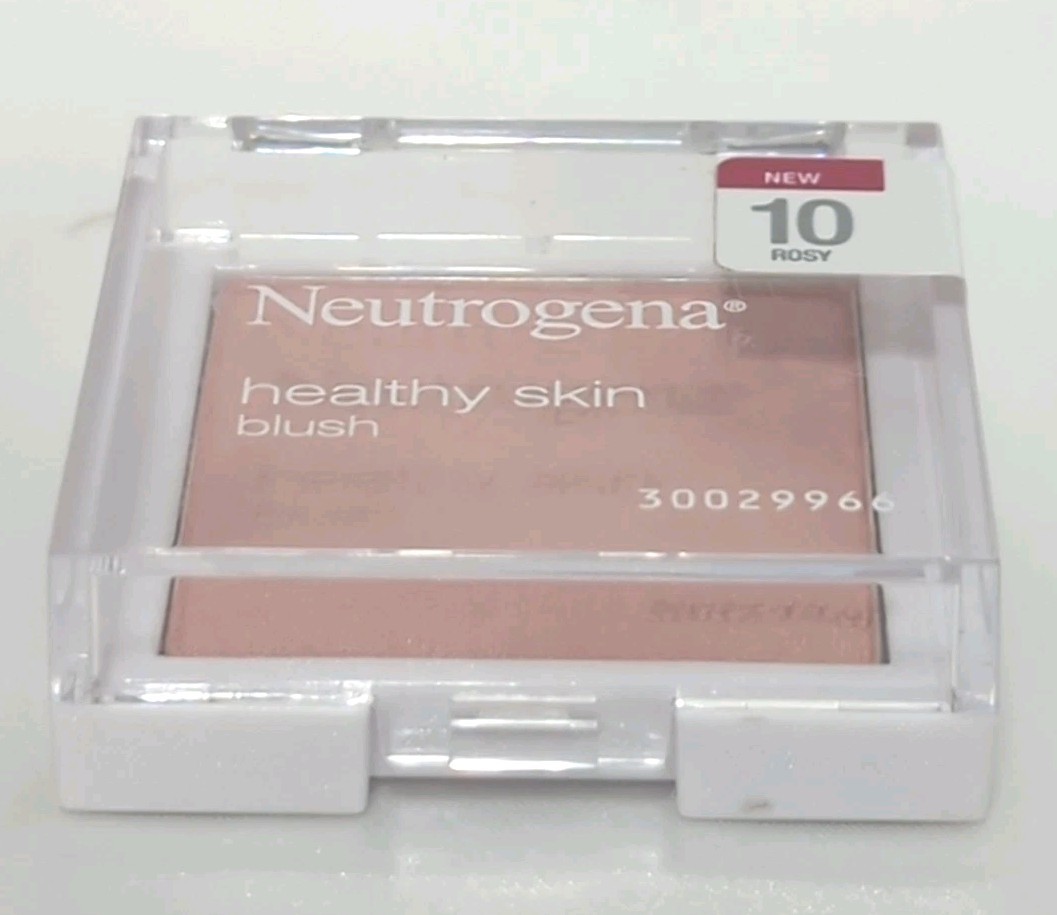 NEW
10
ROSY
Neutrogena®
healthy skin
blush
30029966